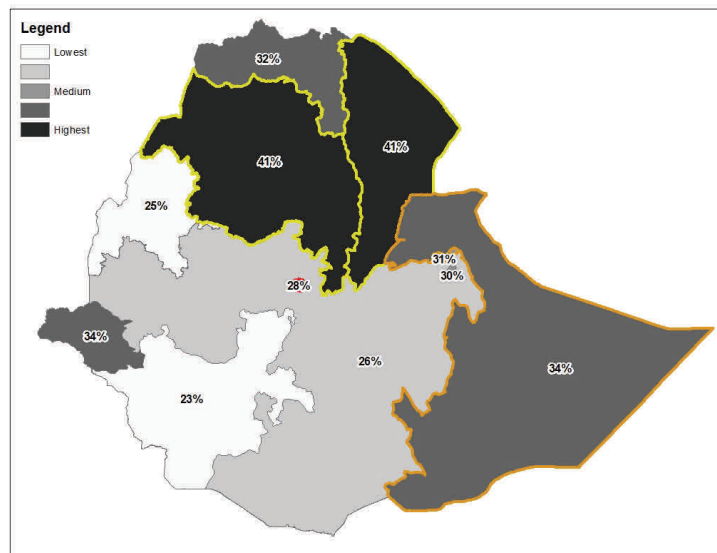 Legend
Lowest
Medium
Highest
32%
41%
41%
25%
31%
30%
28%
34%
26%
34%
23%